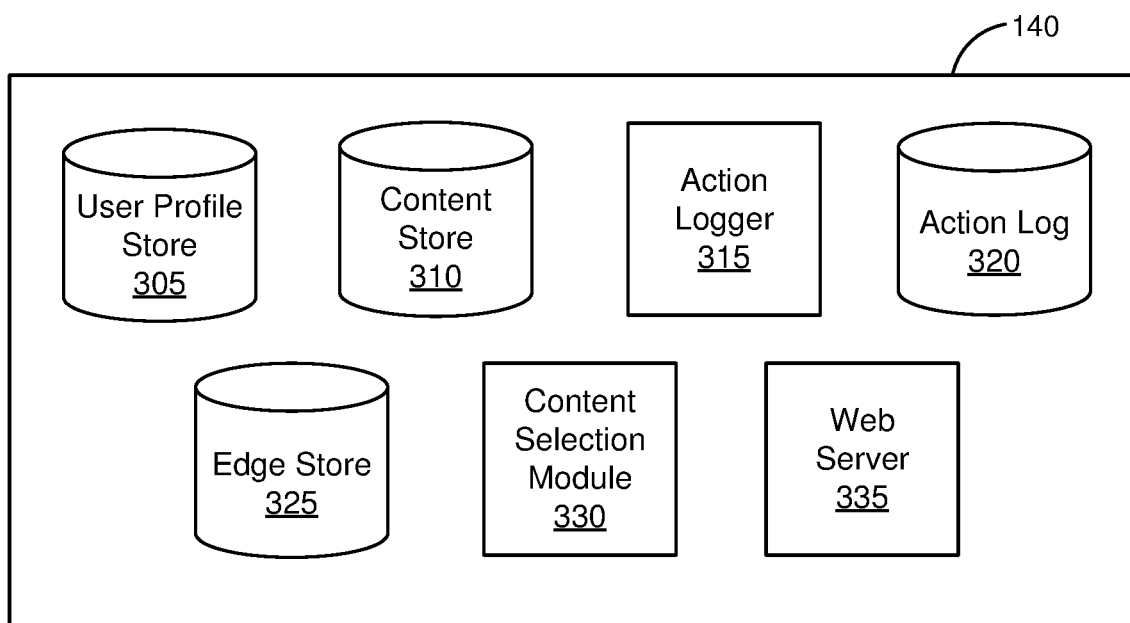 140
User Profile
Store
305
Content
Store
310
Action
Logger
315
Action Log
320
Edge Store
325
Content
Selection
Module
330
Web
Server
335